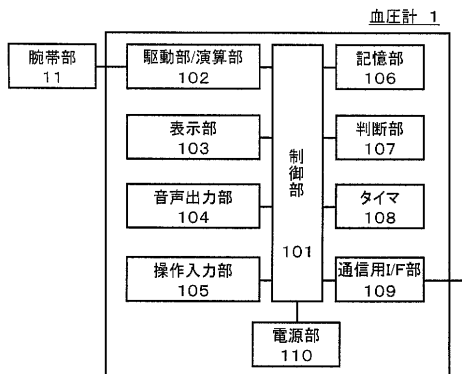 血圧計 1
腕帯部
11
駆動部/演算部
102
記憶部
106
表示部
103
判断部
107
制御部
101
音声出力部
104
タイマ
108
操作入力部
105
通信用I/F部
109
電源部
110